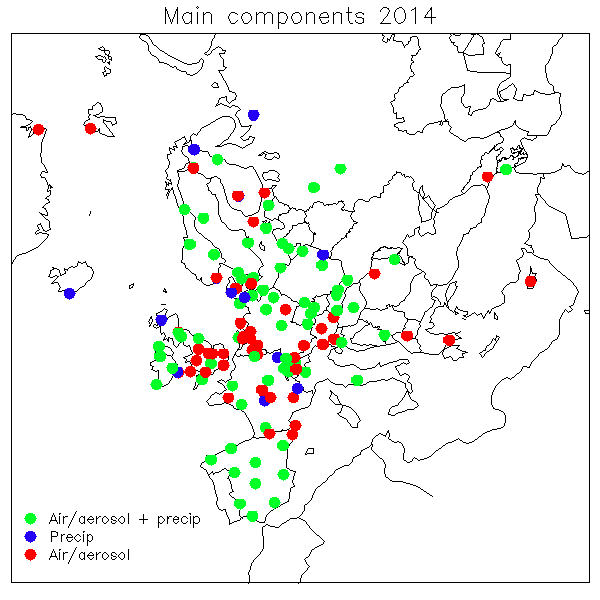 Main components 2014
Air/aerosol + precip
Precip
Air/aerosol